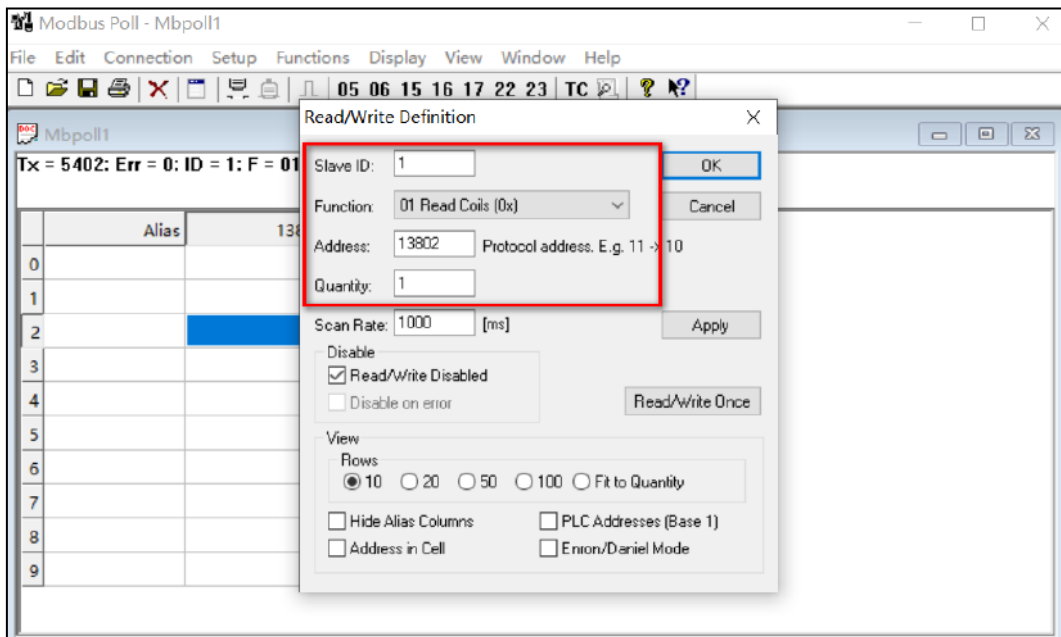 Modbus Poll - Mbpoll1
File Edit Connection Setup Functions Display View Window Help
05 06 15 16 17 22 23 TC
Mbpoll1
Tx = 5402: Err = 0: ID = 1: F = 01
Alias
0
1
2
3
4
5
6
7
8
9
Read/Write Definition
Slave ID: 1
OK
Function: 01 Read Coils (0x)
Cancel
Address: 13802 Protocol address. E.g. 11 -> 10
Quantity: 1
Scan Rate: 1000 [ms]
Apply
Disable
Read/Write Disabled
Disable on error
Read/Write Once
View
Rows
10 20 50 100 Fit to Quantity
Hide Alias Columns PLC Addresses (Base 1)
Address in Cell Enron/Daniel Mode